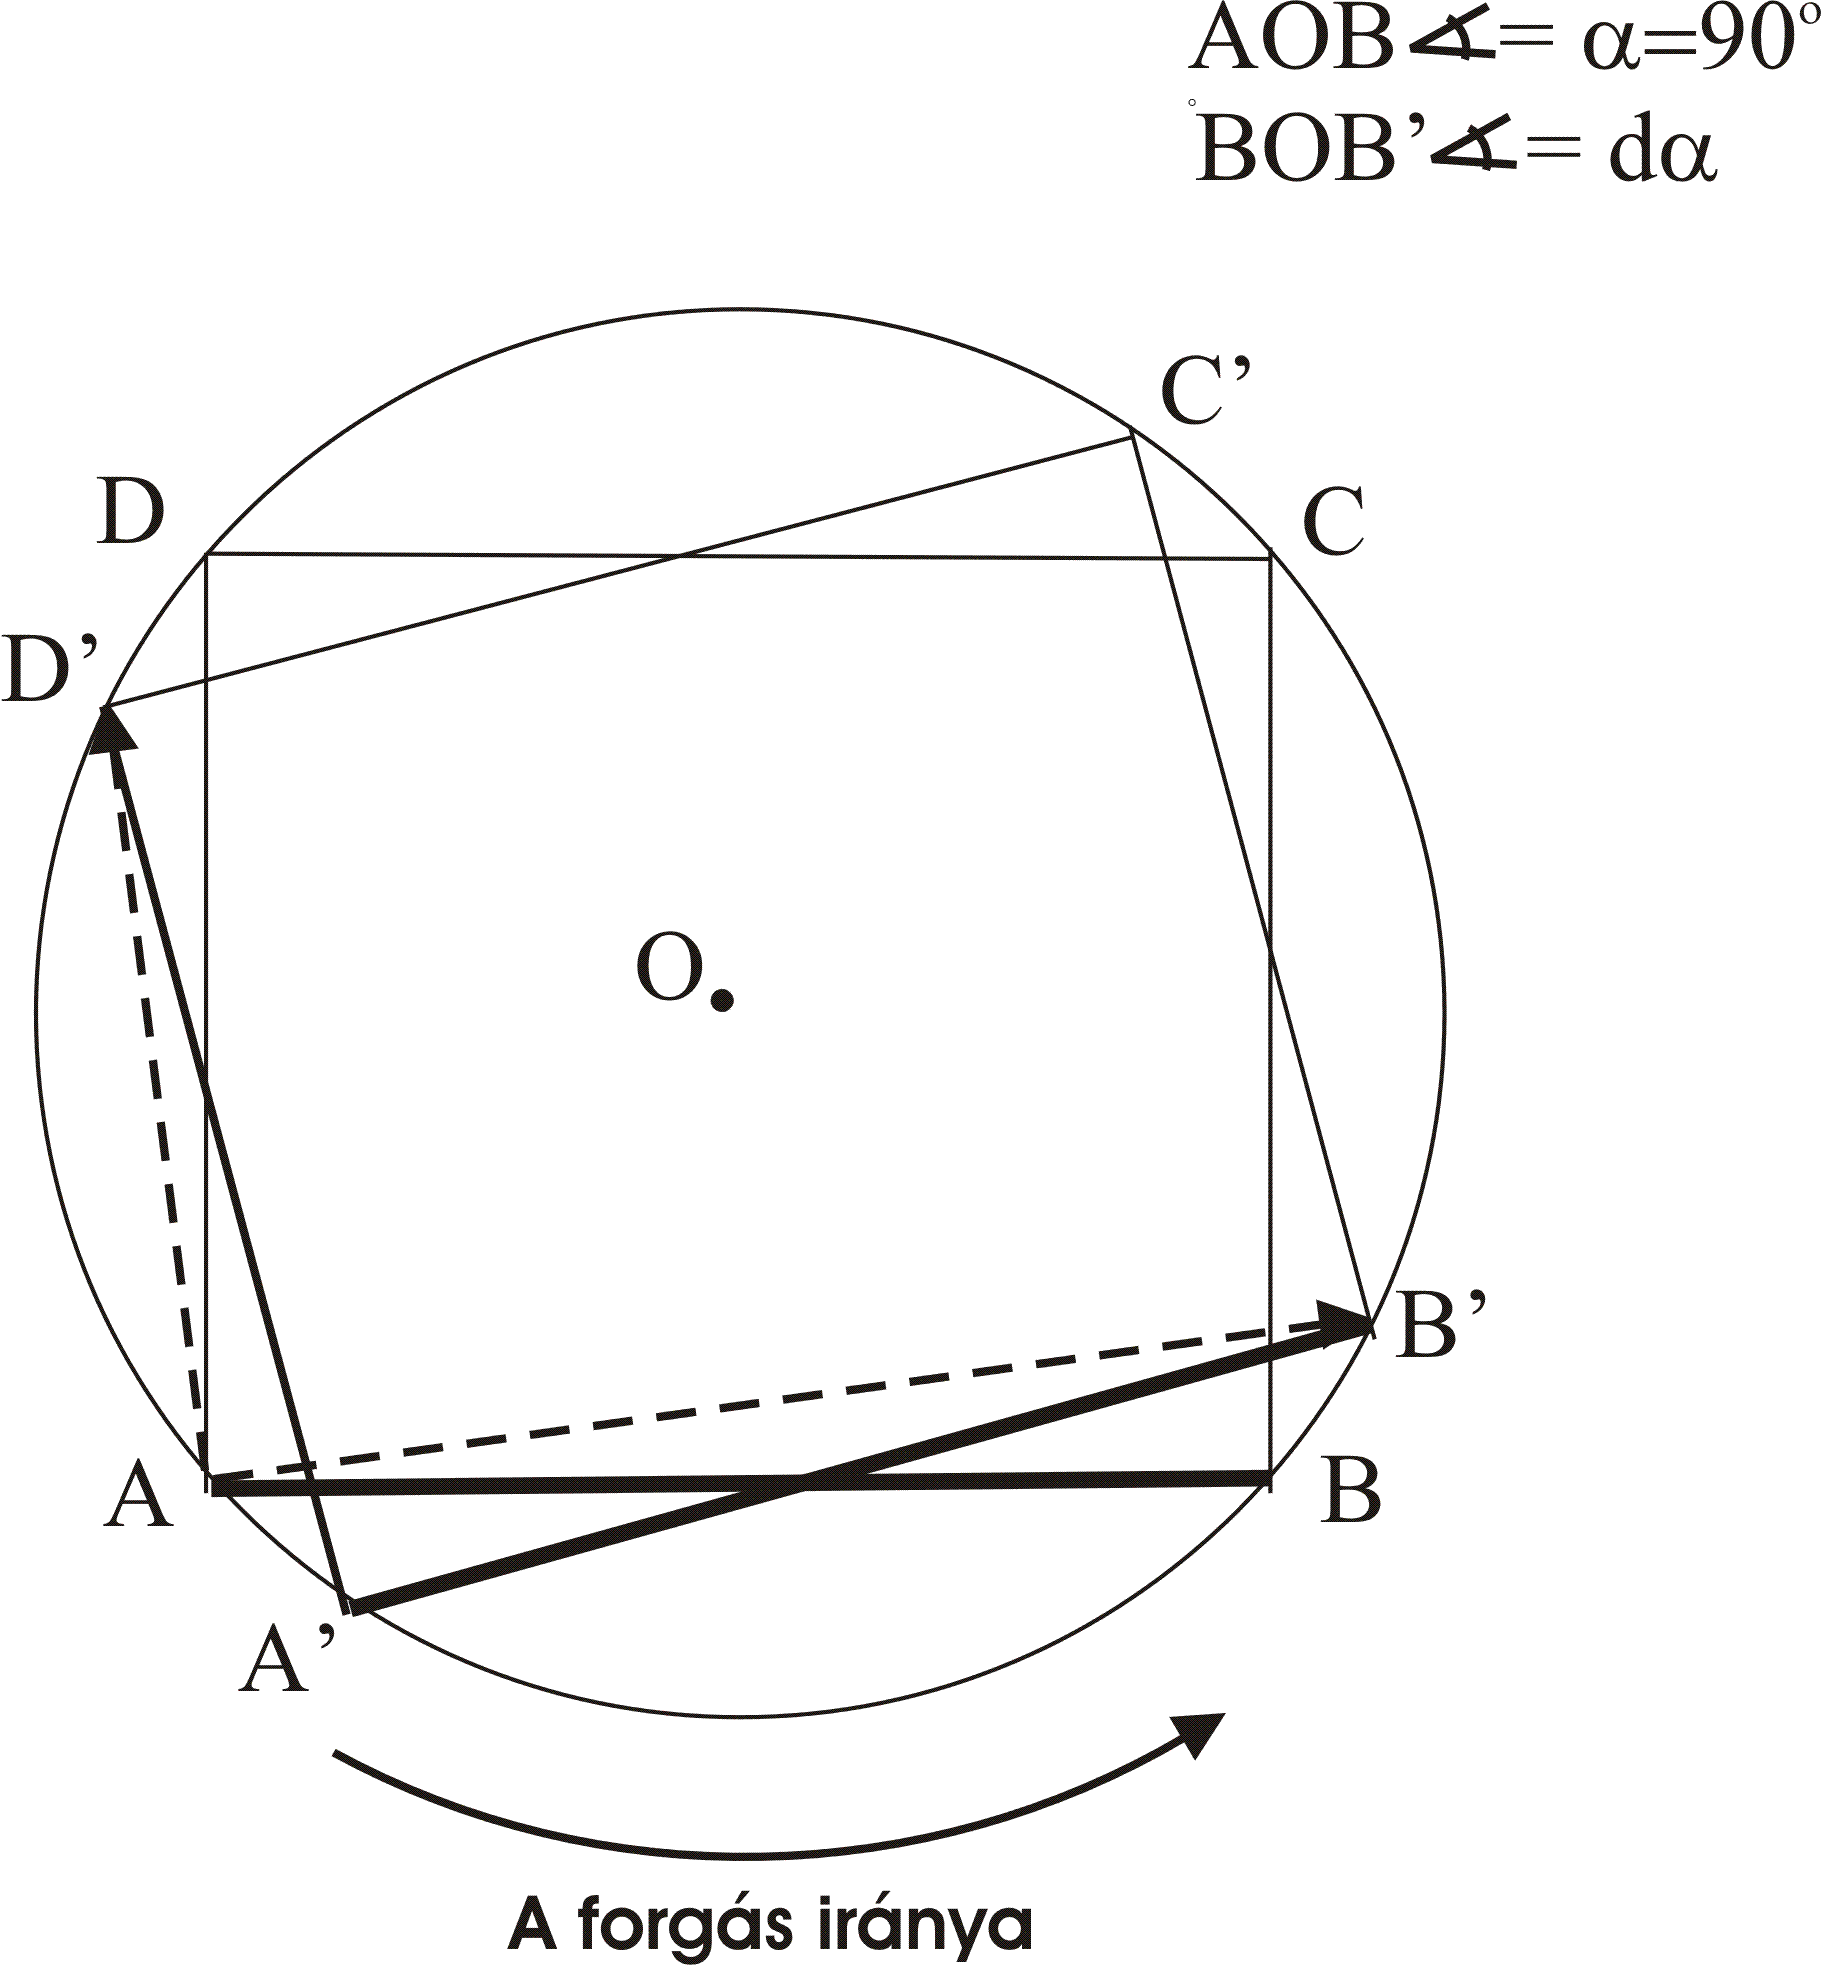 AOB∢= α=90°
BOB’∢= dα
C’
D
C
D’
O.
B’
A
B
A’
A forgás iránya